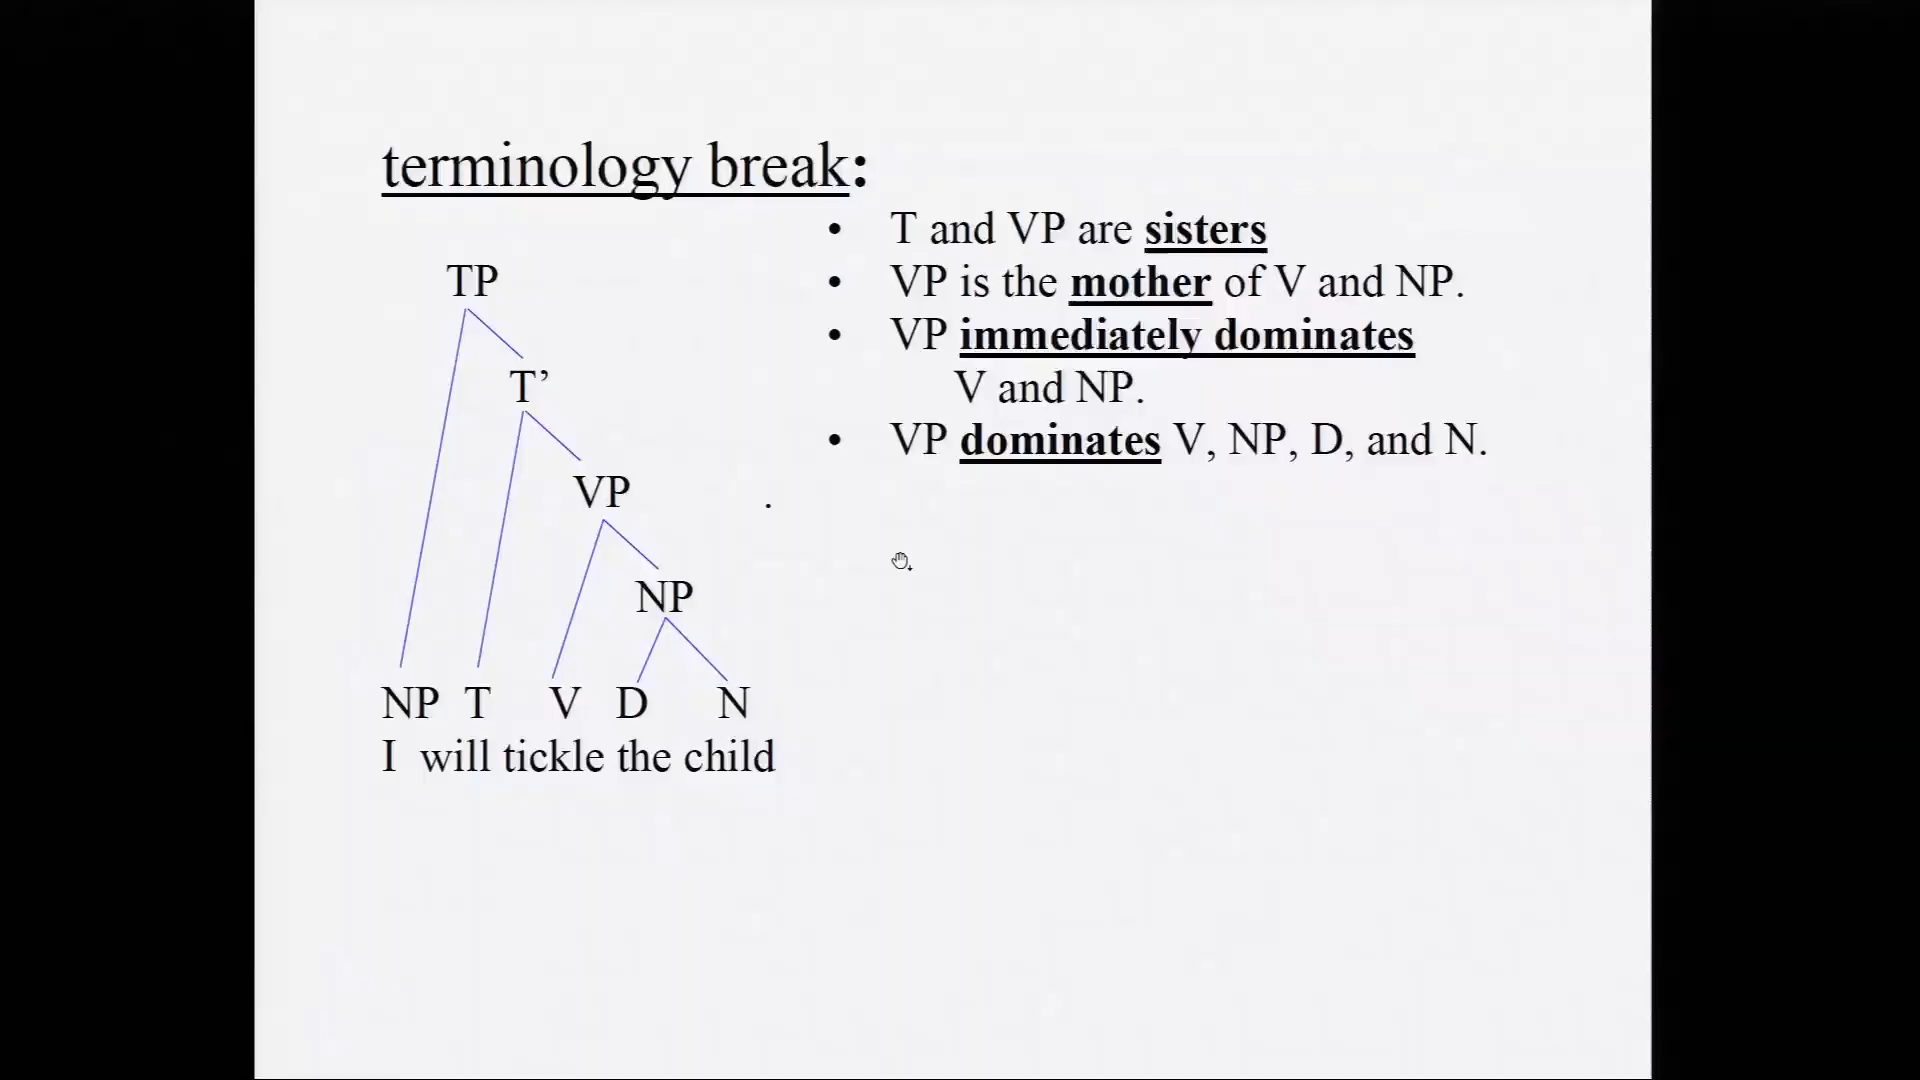 terminology break:
• T and VP are sisters
• VP is the mother of V and NP.
• VP immediately dominates
V and NP.
• VP dominates V, NP, D, and N.
.
TP
T’
VP
NP
NP T V D N
I will tickle the child